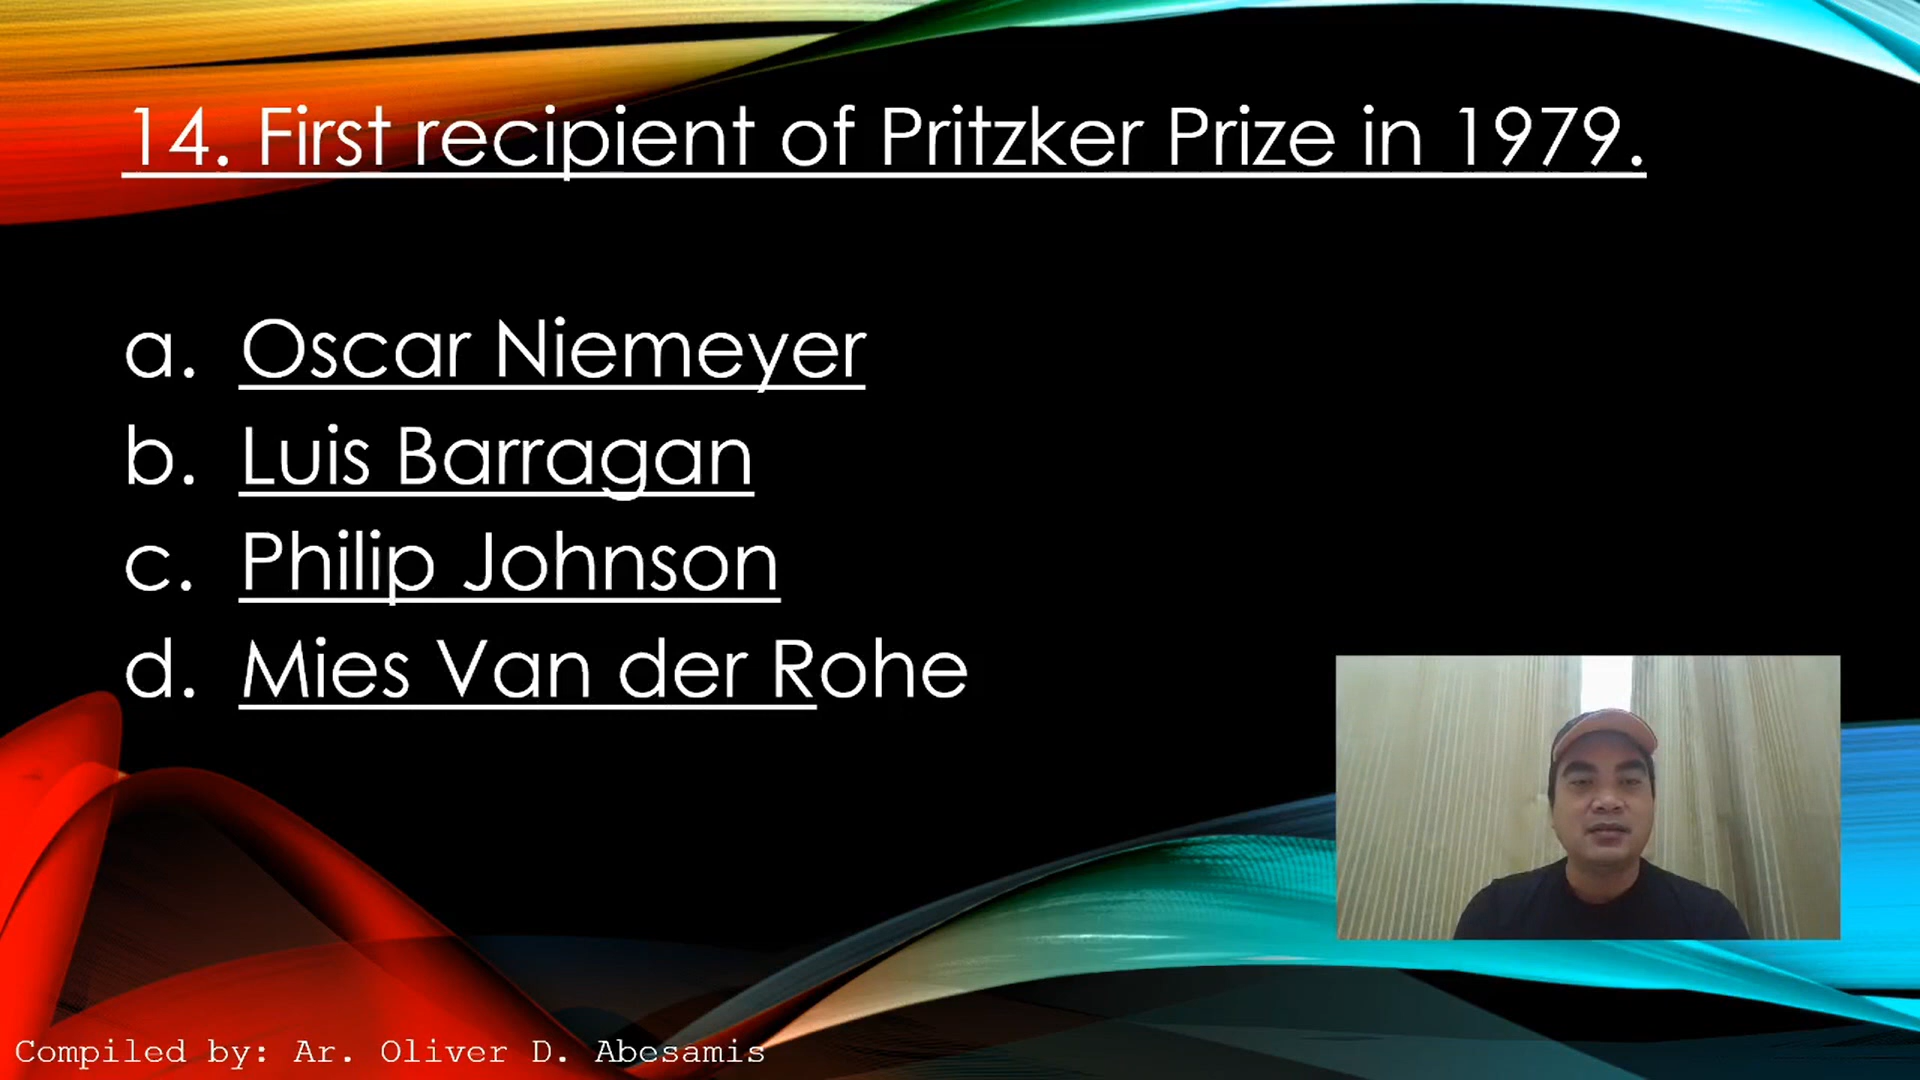 14. First recipient of Pritzker Prize in 1979.
a. Oscar Niemeyer
b. Luis Barragan
c. Philip Johnson
d. Mies Van der Rohe
Compiled by: Ar. Oliver D. Abesamis